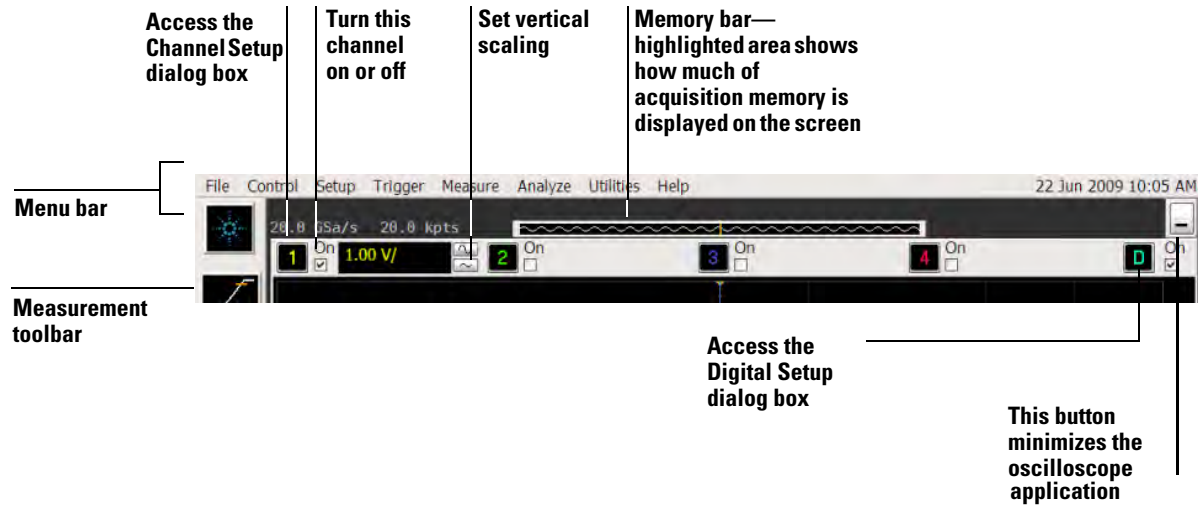 Access the
Channel Setup
dialog box
Turn this
channel
on or off
Set vertical
scaling
Memory bar—
highlighted area shows
how much of
acquisition memory is
displayed on the screen
Menu bar
File Control Setup Trigger Measure Analyze Utilities Help 22 Jun 2009 10:05 AM
20.0 GSa/s 20.0 kpts
1 On 1.00 V/ 2 On 3 On 4 On D On
Measurement
toolbar
Access the
Digital Setup
dialog box
This button
minimizes the
oscilloscope
application